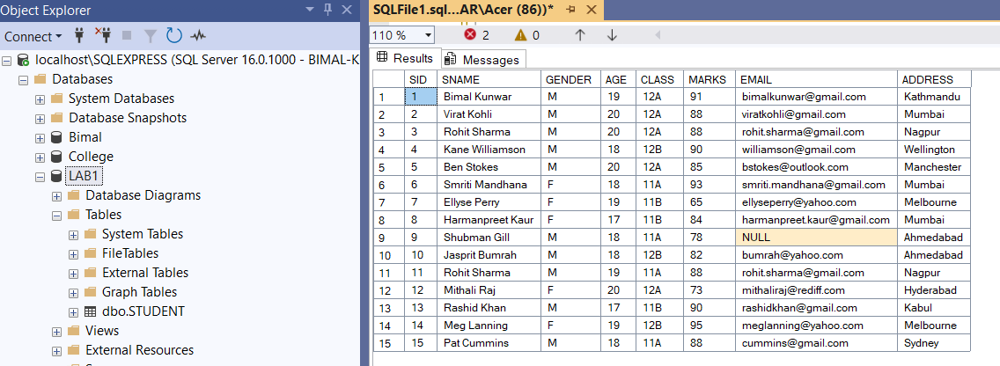 Object Explorer
Connect
localhost\SQLEXPRESS (SQL Server 16.0.1000 - BIMAL-K
Databases
System Databases
Database Snapshots
Bimal
College
LAB1
Database Diagrams
Tables
System Tables
FileTables
External Tables
Graph Tables
dbo.STUDENT
Views
External Resources
SQLFile1.sql...AR\Acer (86))*
110 % 2 0
Results Messages
SID SNAME GENDER AGE CLASS MARKS EMAIL ADDRESS
1 1 Bimal Kunwar M 19 12A 91 bimalkunwar@gmail.com Kathmandu
2 2 Virat Kohli M 20 12A 88 viratkohli@gmail.com Mumbai
3 3 Rohit Sharma M 20 12A 88 rohit.sharma@gmail.com Nagpur
4 4 Kane Williamson M 18 12B 90 williamson@gmail.com Wellington
5 5 Ben Stokes M 20 12A 85 bstokes@outlook.com Manchester
6 6 Smriti Mandhana F 18 11A 93 smriti.mandhana@gmail.com Mumbai
7 7 Ellyse Perry F 19 11B 65 ellyseperry@yahoo.com Melbourne
8 8 Harmanpreet Kaur F 17 11B 84 harmanpreet.kaur@gmail.com Mumbai
9 9 Shubman Gill M 18 11A 78 NULL Ahmedabad
10 10 Jasprit Bumrah M 18 12B 82 bumrah@yahoo.com Ahmedabad
11 11 Rohit Sharma M 19 11A 88 rohit.sharma@gmail.com Nagpur
12 12 Mithali Raj F 20 12A 73 mithaliraj@rediff.com Hyderabad
13 13 Rashid Khan M 17 11B 90 rashidkhan@gmail.com Kabul
14 14 Meg Lanning F 19 12B 95 meglanning@yahoo.com Melbourne
15 15 Pat Cummins M 18 11A 88 cummins@gmail.com Sydney